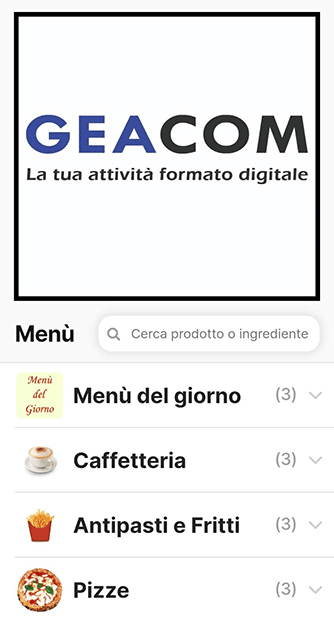 GEACOM
La tua attività formato digitale
Menù
Cerca prodotto o ingrediente
Menù
del
Giorno
Menù del giorno (3)
Caffetteria (3)
Antipasti e Fritti (3)
Pizze (3)